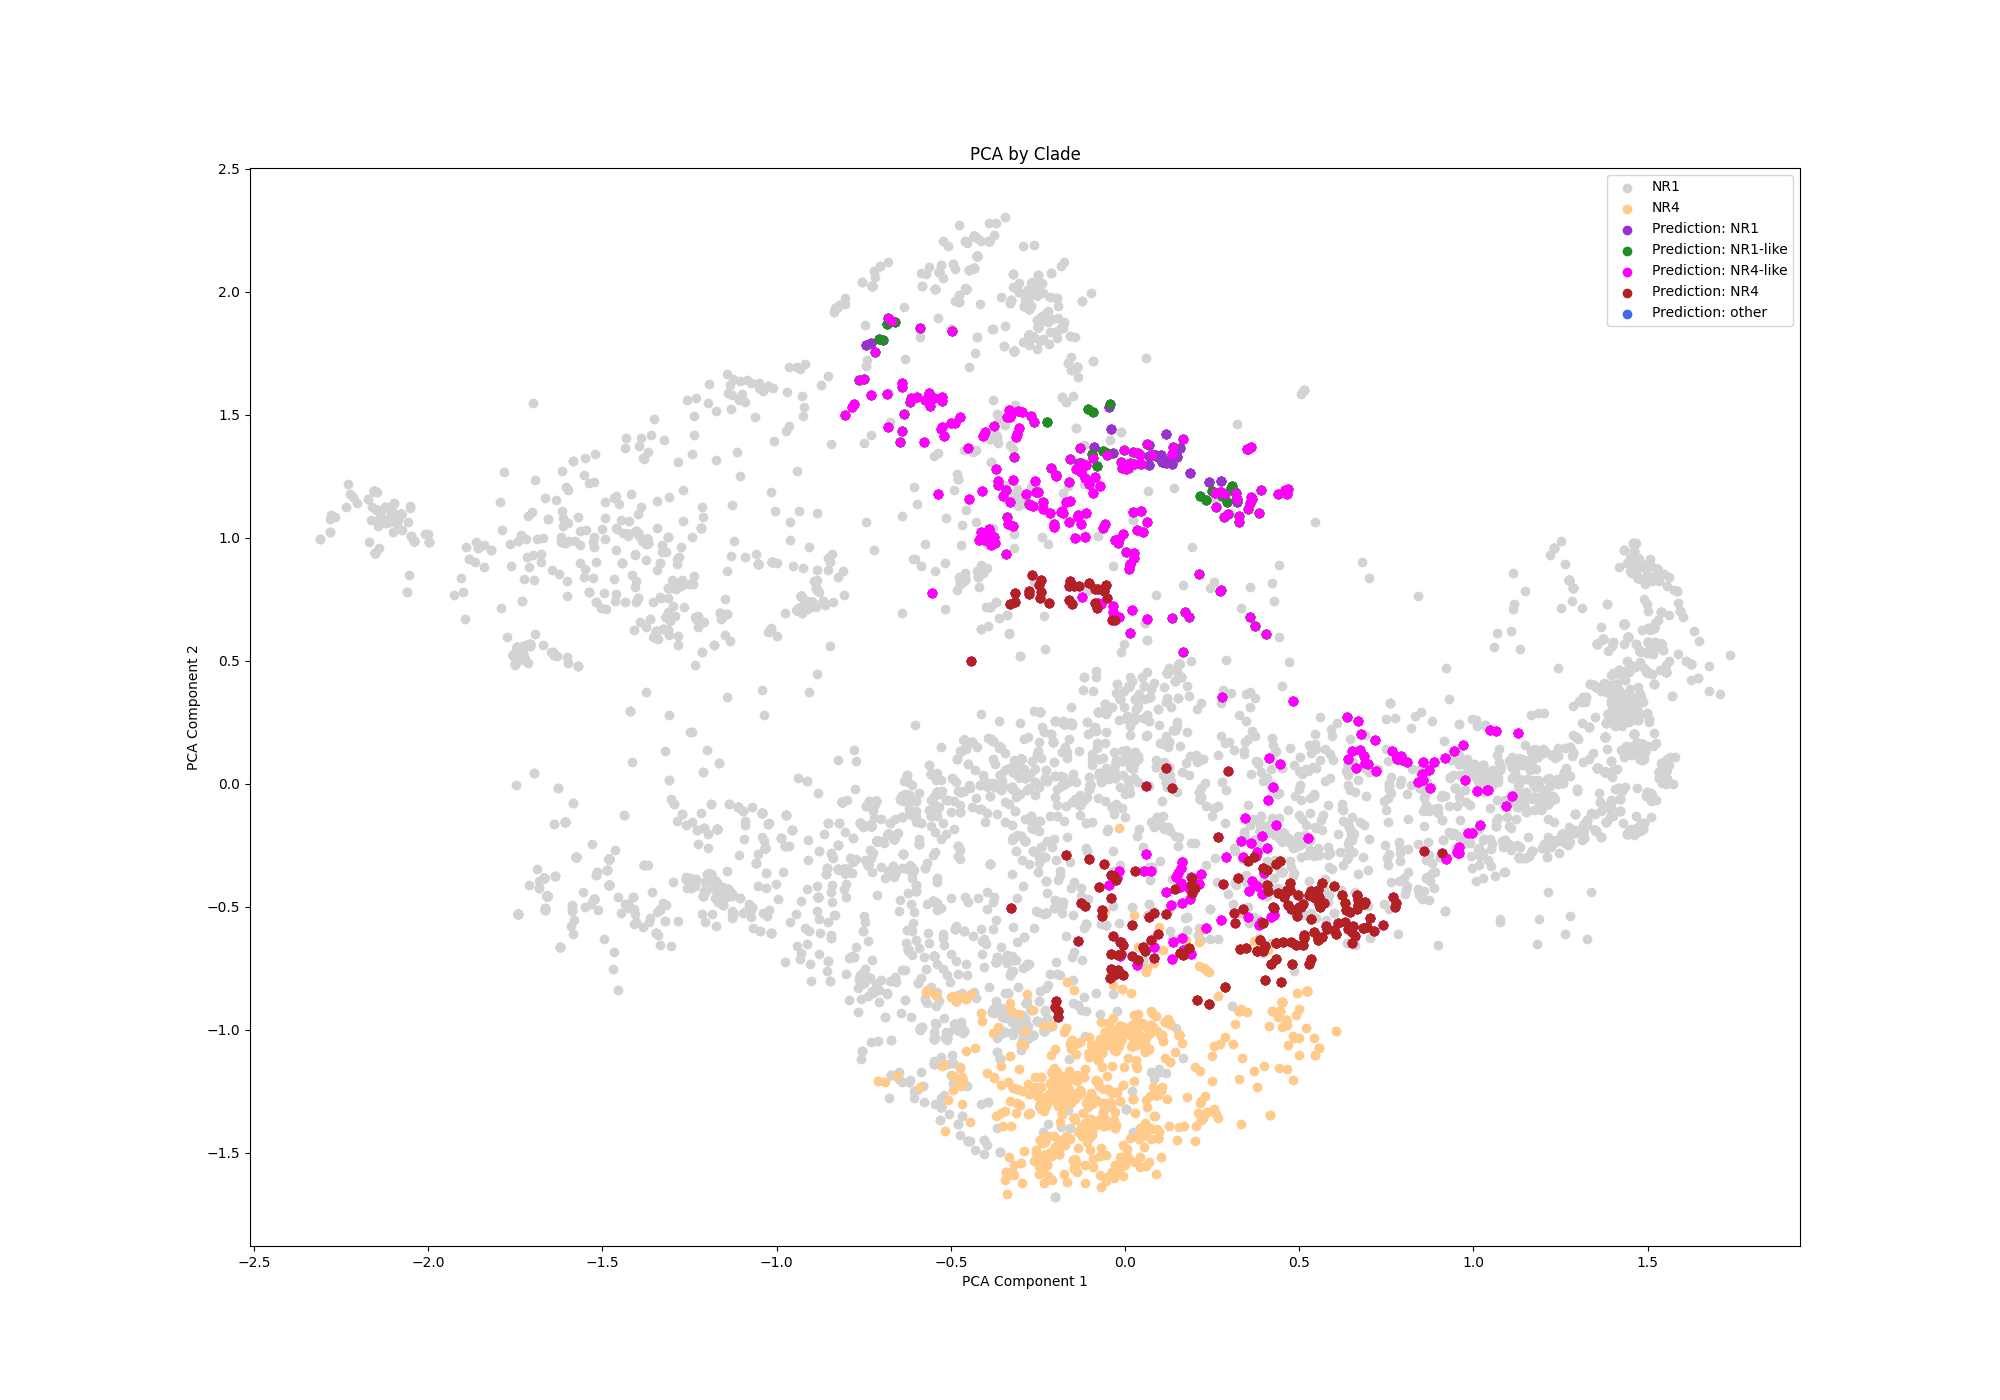 PCA by Clade
2.5
2.0
1.5
1.0
0.5
0.0
−0.5
−1.0
−1.5
PCA Component 2
NR1
NR4
Prediction: NR1
Prediction: NR1-like
Prediction: NR4-like
Prediction: NR4
Prediction: other
−2.5 −2.0 −1.5 −1.0 −0.5 0.0 0.5 1.0 1.5
PCA Component 1